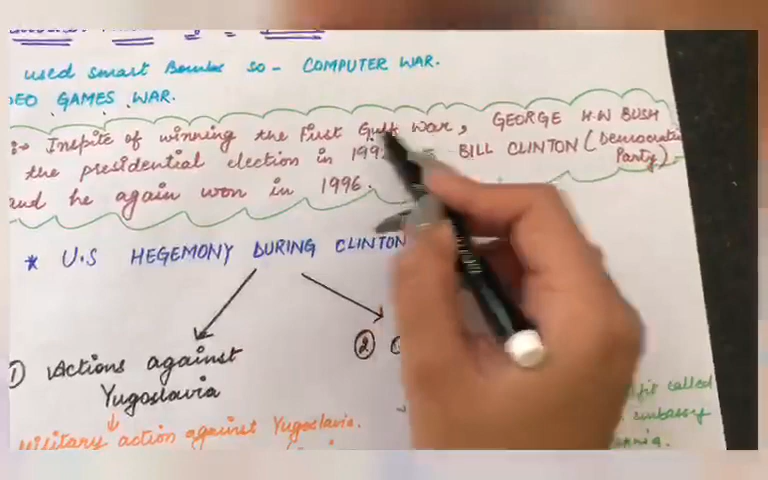 used smart Bombs so - COMPUTER WAR.
DEO GAMES WAR.
:- Inspite of winning the First Gulf War, GEORGE H.W BUSH
the presidential election in 199 BILL CLINTON (Democratic
Party)
and he again won in 1996.
* U.S HEGEMONY DURING CLINTON
1) Actions against ②
Yugoslavia
military action against Yugoslavia.
called
embassy